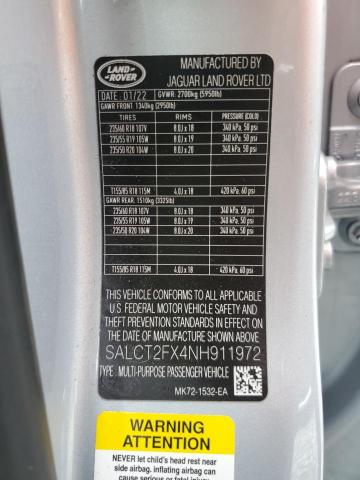 LAND
ROVER
MANUFACTURED BY
JAGUAR LAND ROVER LTD
DATE: 01/22 GVWR: 2700kg (5950lb)
GAWR FRONT 1340kg (2950lb)
TIRES RIMS PRESSURE (COLD)
235/60 R18 107V 8.0J x 18 340 kPa, 50 psi
235/55 R19 105W 8.0J x 19 340 kPa, 50 psi
235/50 R20 104W 8.0J x 20 340 kPa, 50 psi
T155/85 R18 115M 4.0J x 18 420 kPa, 60 psi
GAWR REAR. 1510kg (3325lb)
235/60 R18 107V 8.0J x 18 340 kPa, 50 psi
235/55 R19 105W 8.0J x 19 340 kPa, 50 psi
235/50 R20 104W 8.0J x 20 340 kPa, 50 psi
T155/85 R18 115M 4.0J x 18 420 kPa, 60 psi
THIS VEHICLE CONFORMS TO ALL APPLICABLE
U.S. FEDERAL MOTOR VEHICLE SAFETY AND
THEFT PREVENTION STANDARDS IN EFFECT ON
THE DATE OF MANUFACTURE SHOWN ABOVE
SALCT2FX4NH911972
TYPE: MULTI-PURPOSE PASSENGER VEHICLE
MK72-1532-EA
WARNING
ATTENTION
NEVER let child's head rest near
side airbag. inflating airbag can
cause serious or fatal injury